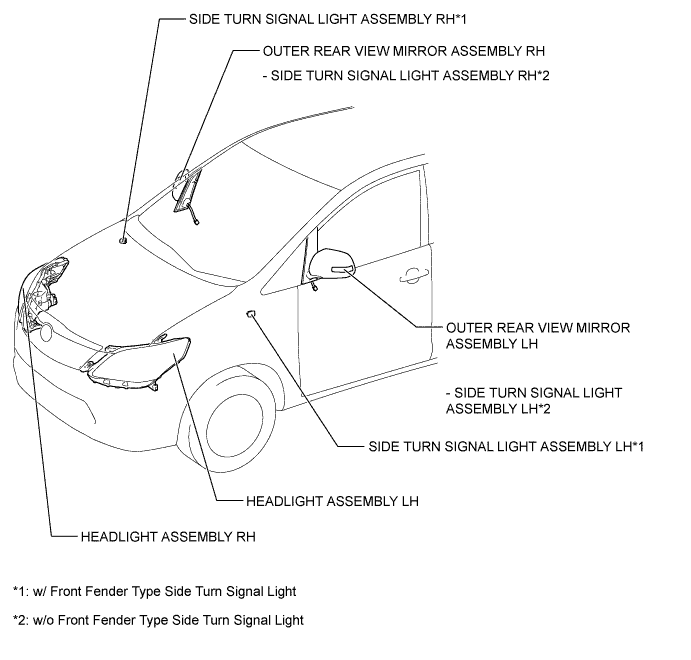 SIDE TURN SIGNAL LIGHT ASSEMBLY RH*1
OUTER REAR VIEW MIRROR ASSEMBLY RH
- SIDE TURN SIGNAL LIGHT ASSEMBLY RH*2
OUTER REAR VIEW MIRROR
ASSEMBLY LH
- SIDE TURN SIGNAL LIGHT
ASSEMBLY LH*2
SIDE TURN SIGNAL LIGHT ASSEMBLY LH*1
HEADLIGHT ASSEMBLY LH
HEADLIGHT ASSEMBLY RH
*1: w/ Front Fender Type Side Turn Signal Light
*2: w/o Front Fender Type Side Turn Signal Light